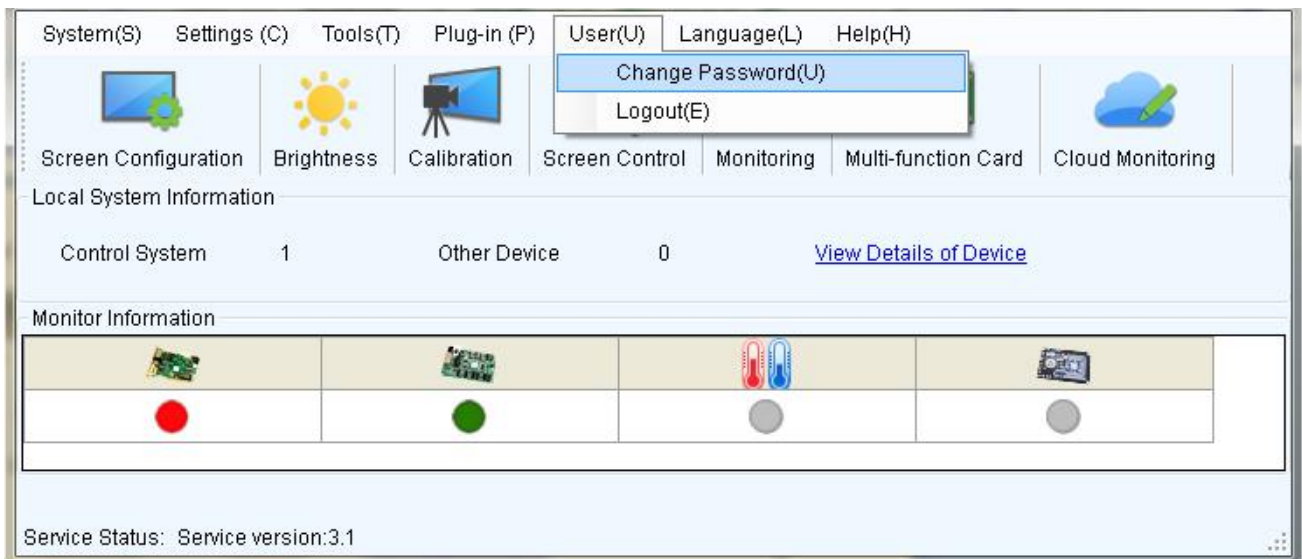 System(S) Settings (C) Tools(T) Plug-in (P) User(U) Language(L) Help(H)
Change Password(U)
Logout(E)
Screen Configuration Brightness Calibration Screen Control Monitoring Multi-function Card Cloud Monitoring
Local System Information
Control System 1 Other Device 0 View Details of Device
Monitor Information
Service Status: Service version:3.1